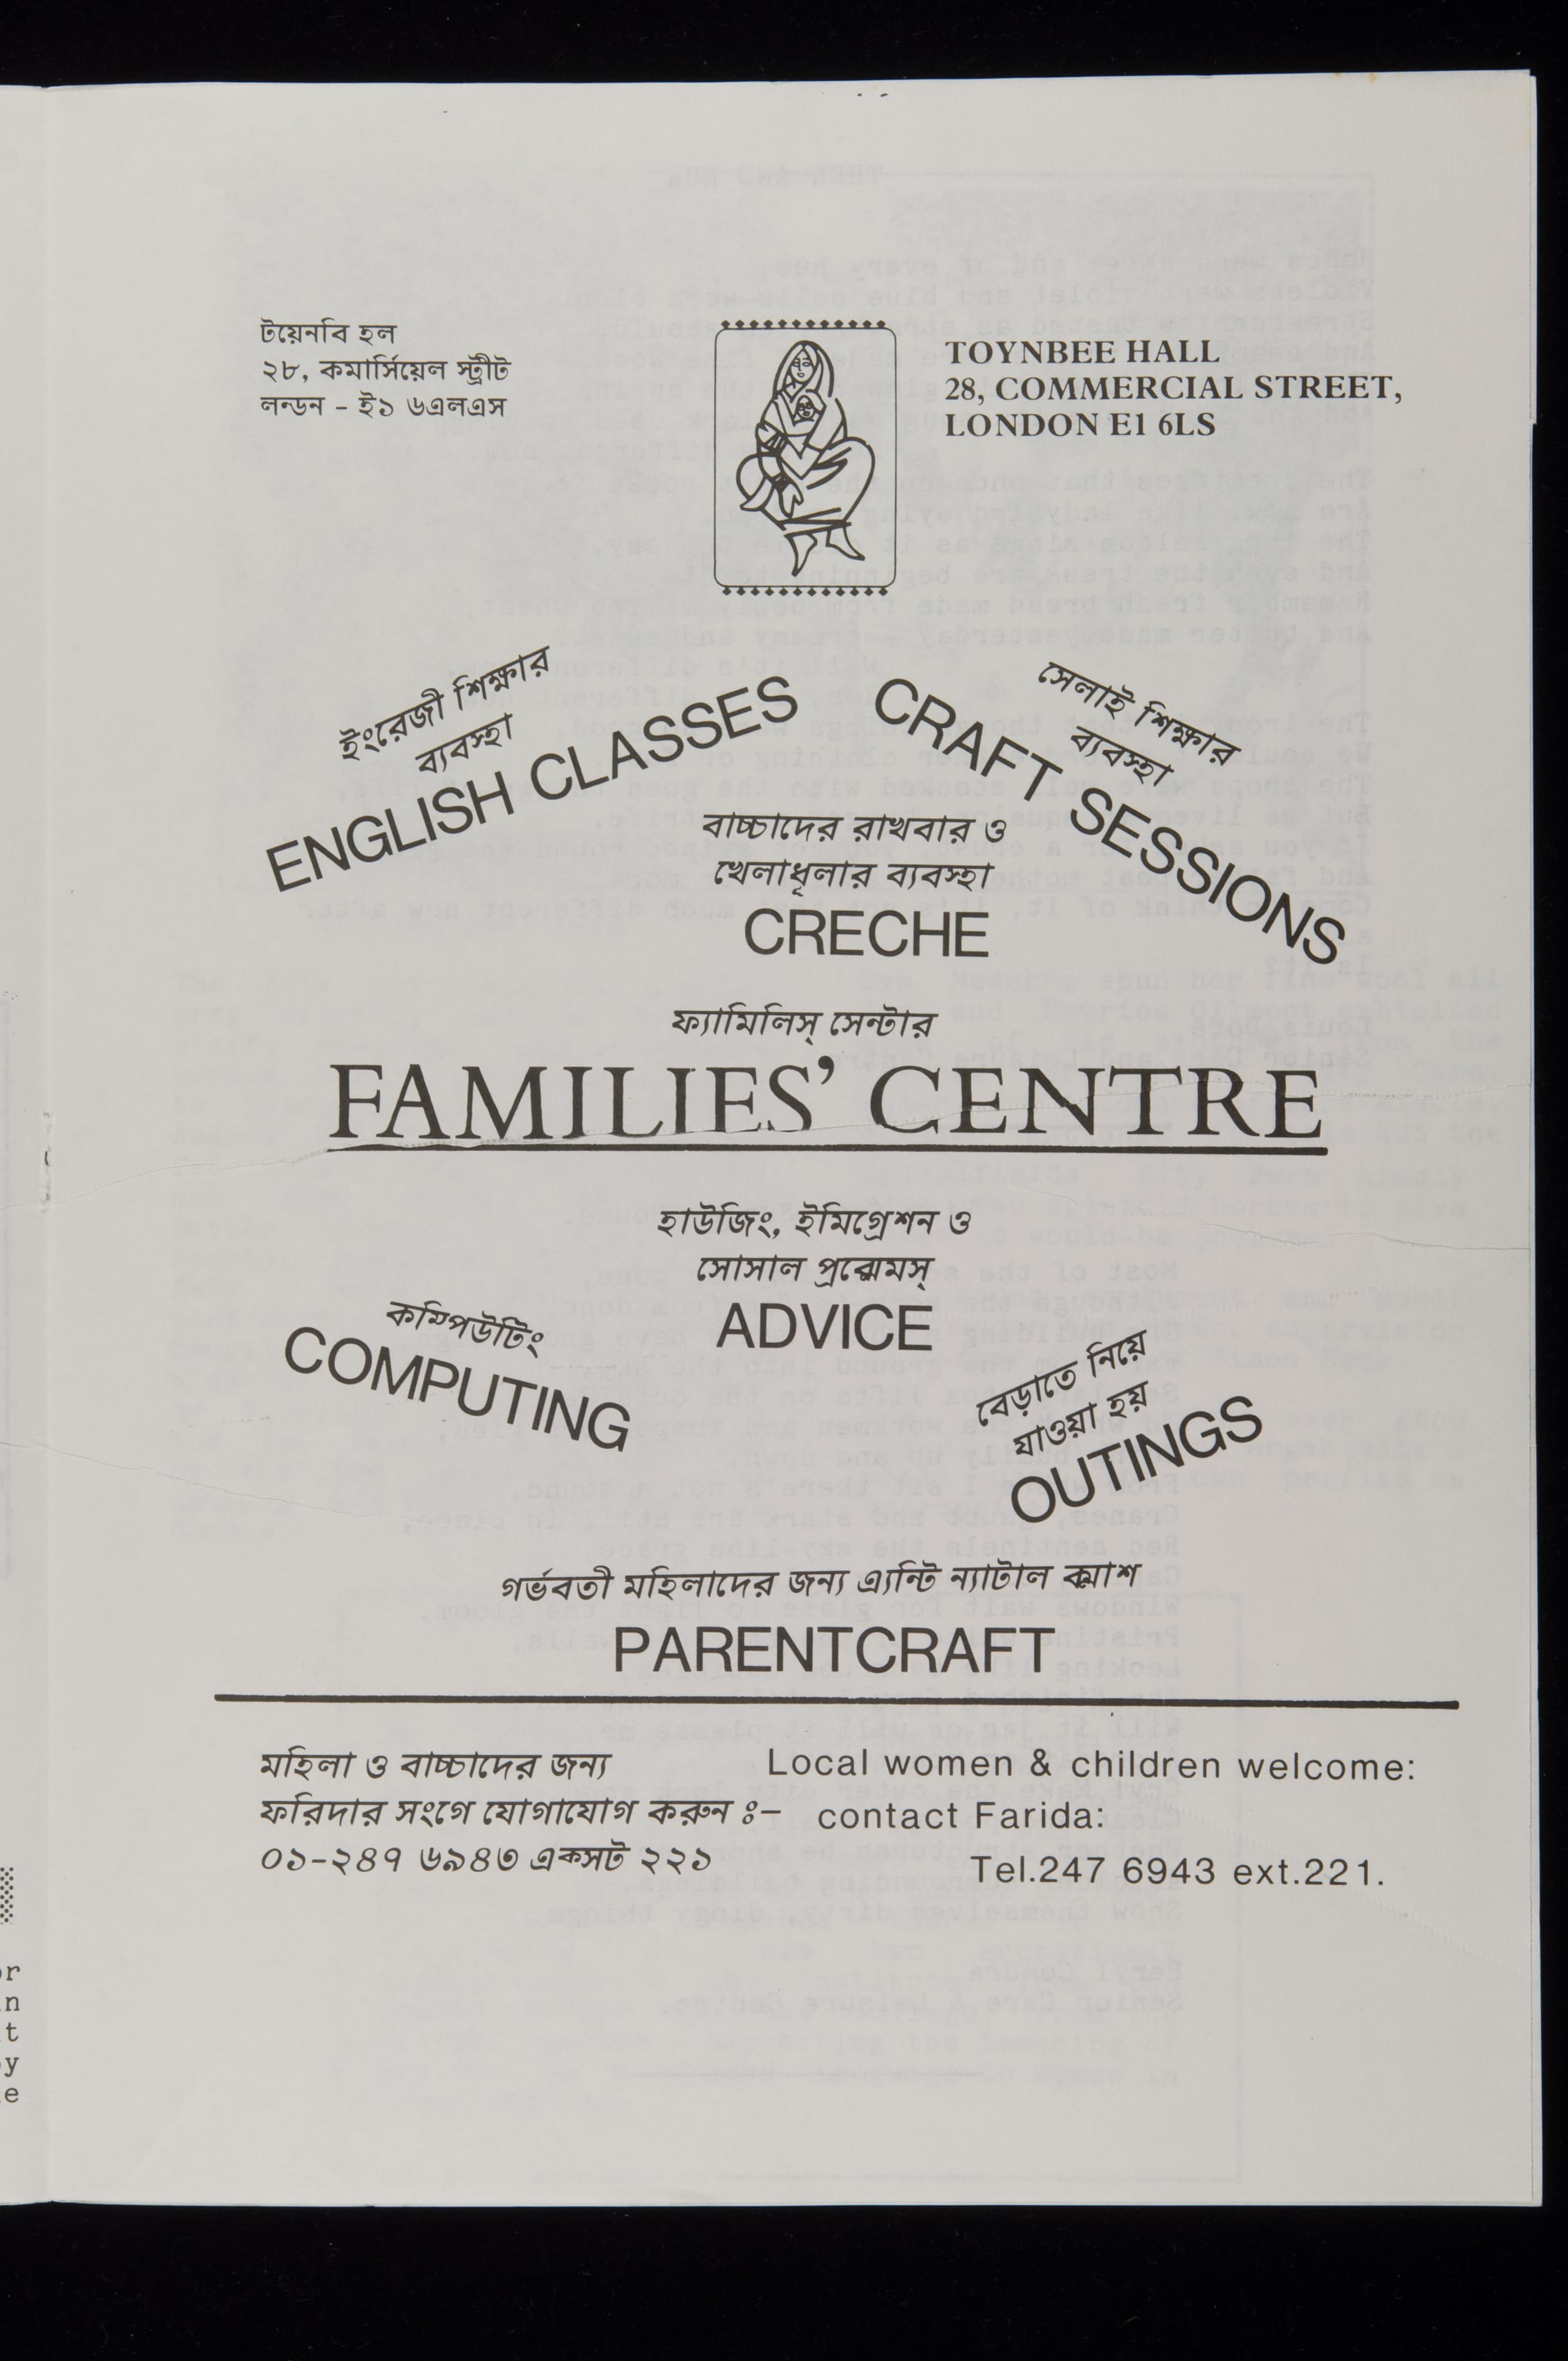 টয়েনবি হল
২৮, কমার্সিয়েল স্ট্রীট
লন্ডন - ই১ ৬এলএস
TOYNBEE HALL
28, COMMERCIAL STREET,
LONDON E1 6LS
ইংরেজী শিক্ষার
ব্যবস্হা
ENGLISH CLASSES
সেলাই শিক্ষার
ব্যবস্হা
CRAFT SESSIONS
বাচ্চাদের রাখবার ও
খেলাধূলার ব্যবস্হা
CRECHE
ফ্যামিলিস্ সেন্টার
FAMILIES' CENTRE
হাউজিং, ইমিগ্রেশন ও
সোসাল প্রব্লেমস্
ADVICE
কম্পিউটিং
COMPUTING
বেড়াতে নিয়ে
যাওয়া হয়
OUTINGS
গর্ভবতী মহিলাদের জন্য এ্যন্টি ন্যাটাল ক্লাশ
PARENTCRAFT
মহিলা ও বাচ্চাদের জন্য
ফরিদার সংগে যোগাযোগ করুন ঃ-
০১-২৪৭ ৬৯৪৩ একসট ২২১
Local women & children welcome:
contact Farida:
Tel.247 6943 ext.221.